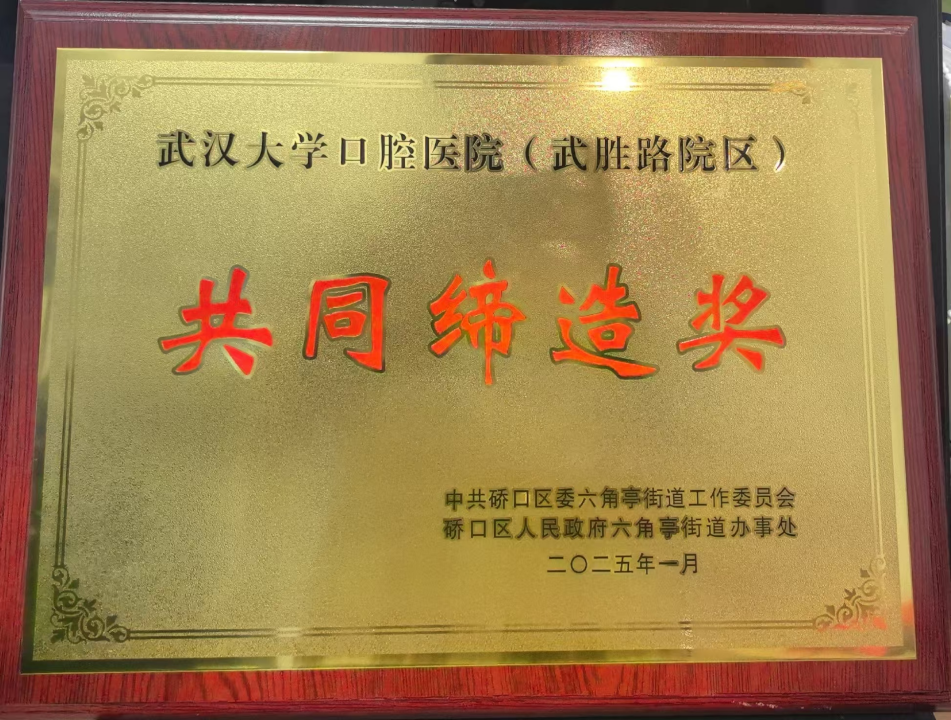 武汉大学口腔医院（武胜路院区）
共同缔造奖
中共硚口区委六角亭街道工作委员会
硚口区人民政府六角亭街道办事处
二〇二五年一月